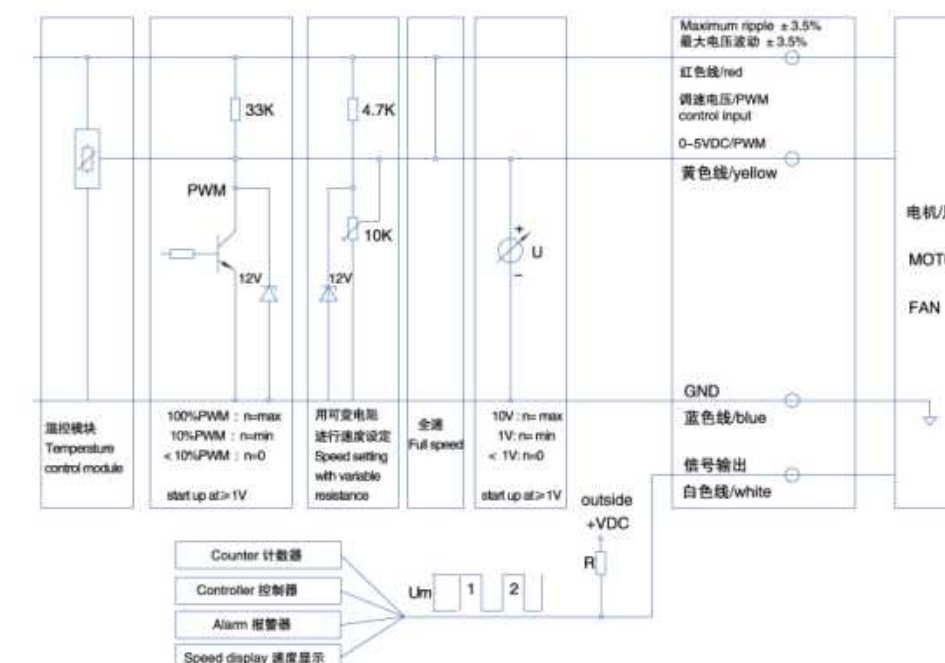 Maximum ripple ±3.5%
最大电压波动 ±3.5%
红色线/red
调速电压/PWM
control input
0-5VDC/PWM
黄色线/yellow
33K
4.7K
PWM
10K
12V
12V
+
U
−
电机/
MOT
FAN
GND
蓝色线/blue
信号输出
白色线/white
温控模块
Temperature
control module
100%PWM : n=max
10%PWM : n=min
<10%PWM : n=0
start up at≥1V
用可变电阻
进行速度设定
Speed setting
with variable
resistance
全速
Full speed
10V : n= max
1V: n= min
< 1V: n=0
start up at≥1V
outside
+VDC
R
Um
1
2
Counter 计数器
Controller 控制器
Alarm 报警器
Speed display 速度显示